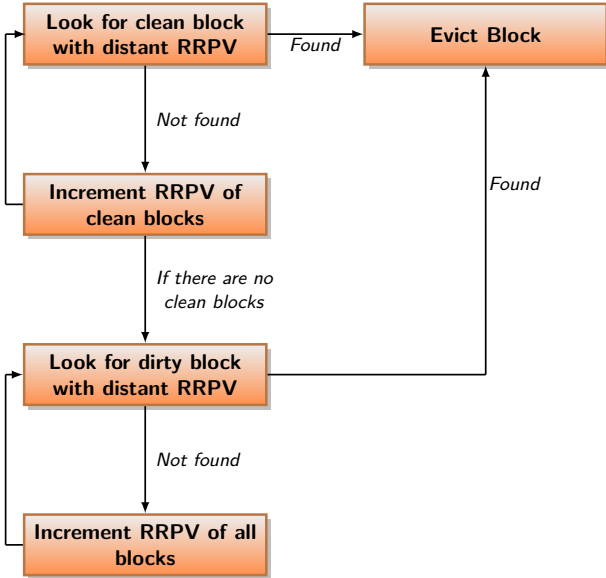 Look for clean block
with distant RRPV
Found
Evict Block
Not found
Increment RRPV of
clean blocks
Found
If there are no
clean blocks
Look for dirty block
with distant RRPV
Not found
Increment RRPV of all
blocks